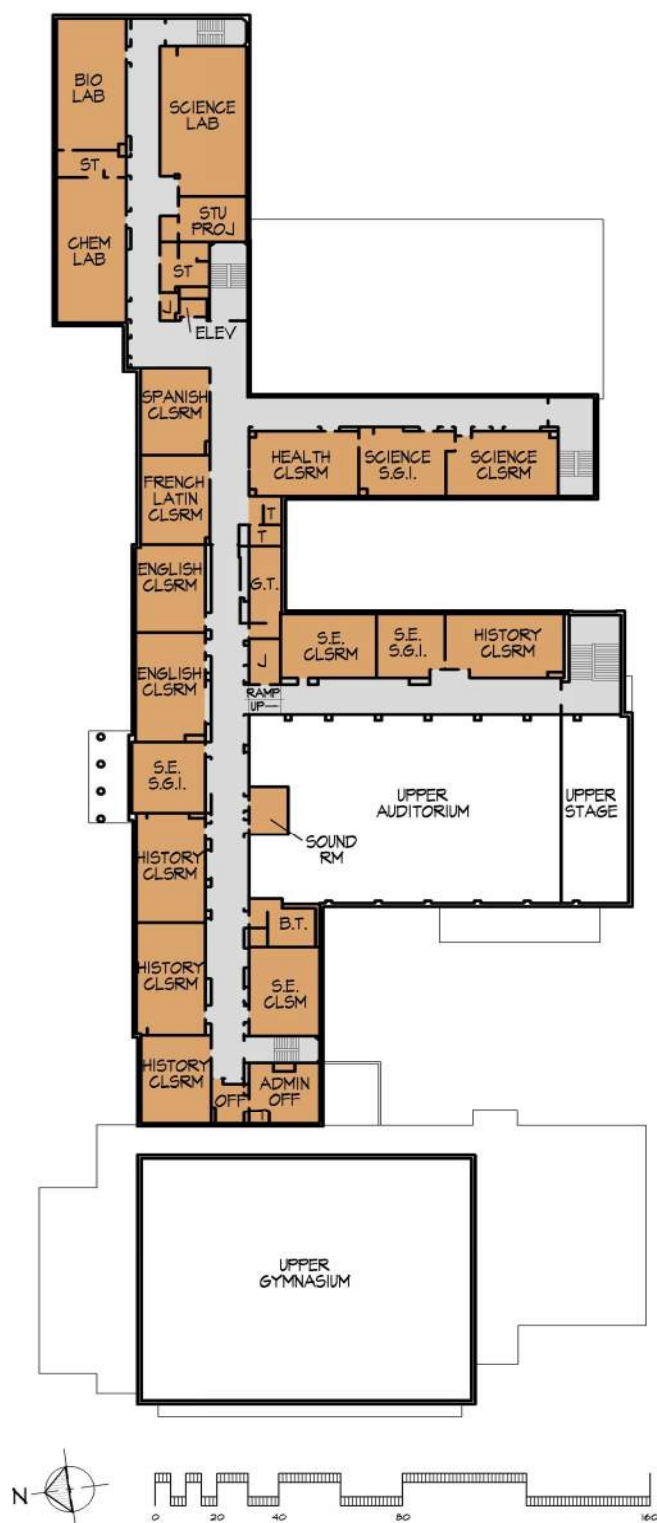 BIO
LAB
SCIENCE
LAB
ST
STU
PROJ
CHEM
LAB
ST
J
ELEV
SPANISH
CLSRM
HEALTH
CLSRM
SCIENCE
S.G.I.
SCIENCE
CLSRM
FRENCH
LATIN
CLSRM
T
T
ENGLISH
CLSRM
G.T.
S.E.
CLSRM
S.E.
S.G.I.
HISTORY
CLSRM
ENGLISH
CLSRM
J
RAMP
UP
S.E.
S.G.I.
UPPER
AUDITORIUM
UPPER
STAGE
SOUND
RM
HISTORY
CLSRM
B.T.
HISTORY
CLSRM
S.E.
CLSM
HISTORY
CLSRM
OFF
ADMIN
OFF
UPPER
GYMNASIUM
N
0 20 40 80 160